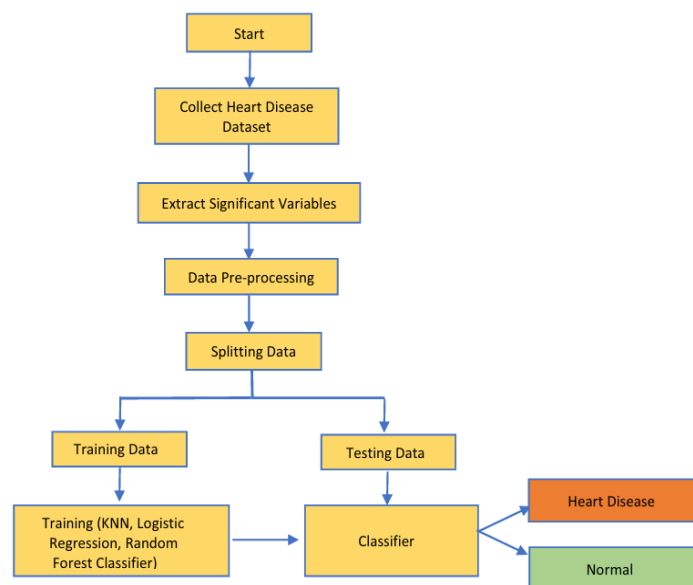 Start
Collect Heart Disease
Dataset
Extract Significant Variables
Data Pre-processing
Splitting Data
Training Data
Testing Data
Training (KNN, Logistic
Regression, Random
Forest Classifier)
Classifier
Heart Disease
Normal